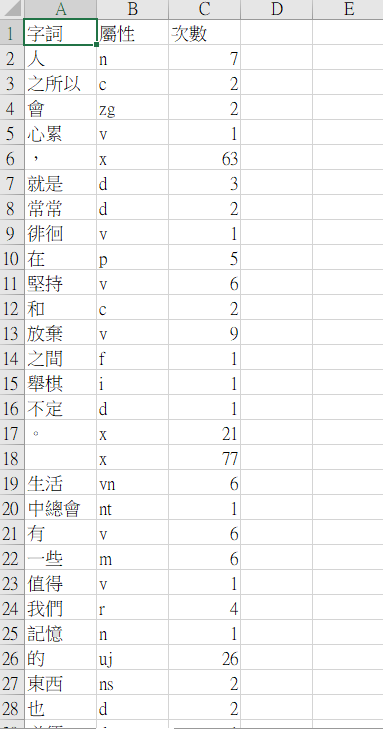 A B C D E
1 字詞 屬性 次數
2 人 n 7
3 之所以 c 2
4 會 zg 2
5 心累 v 1
6 , x 63
7 就是 d 3
8 常常 d 2
9 徘徊 v 1
10 在 p 5
11 堅持 v 6
12 和 c 2
13 放棄 v 9
14 之間 f 1
15 舉棋 i 1
16 不定 d 1
17 。 x 21
18 x 77
19 生活 vn 6
20 中總會 nt 1
21 有 v 6
22 一些 m 6
23 值得 v 1
24 我們 r 4
25 記憶 n 1
26 的 uj 26
27 東西 ns 2
28 也 d 2